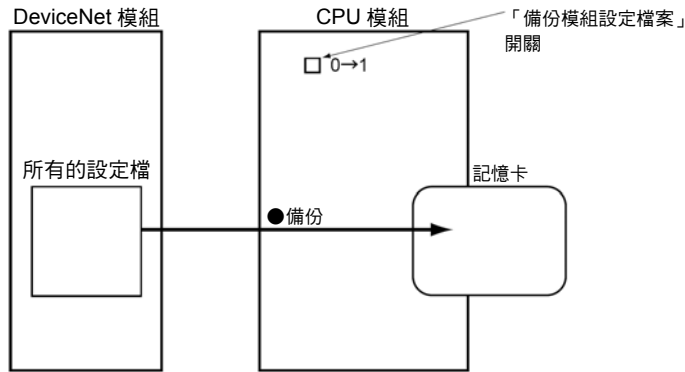 DeviceNet 模組
CPU 模組
「備份模組設定檔案」
開關
0→1
所有的設定檔
記憶卡
●備份